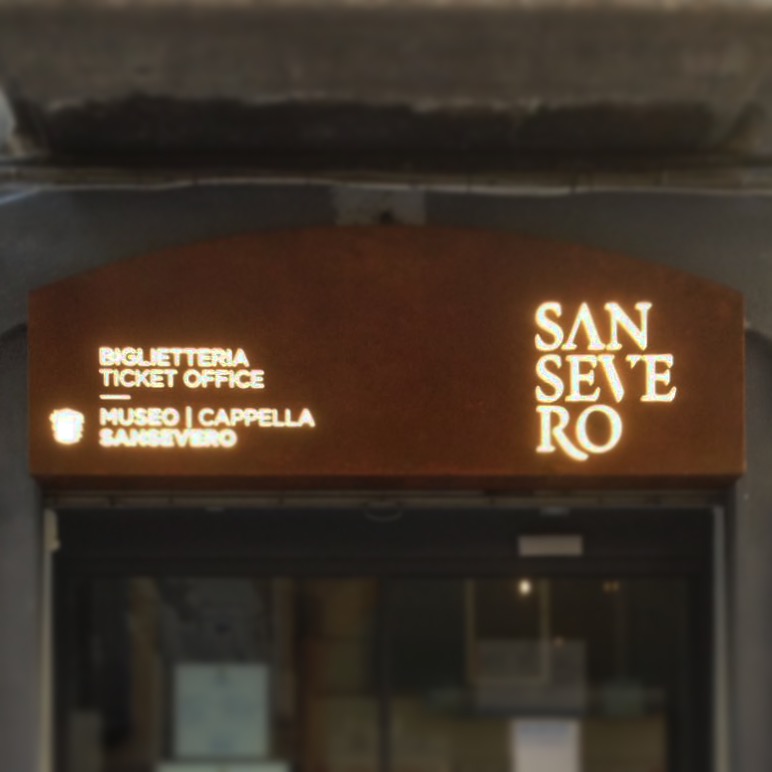 BIGLIETTERIA
TICKET OFFICE
MUSEO | CAPPELLA
SANSEVERO
SAN
SEVE
RO